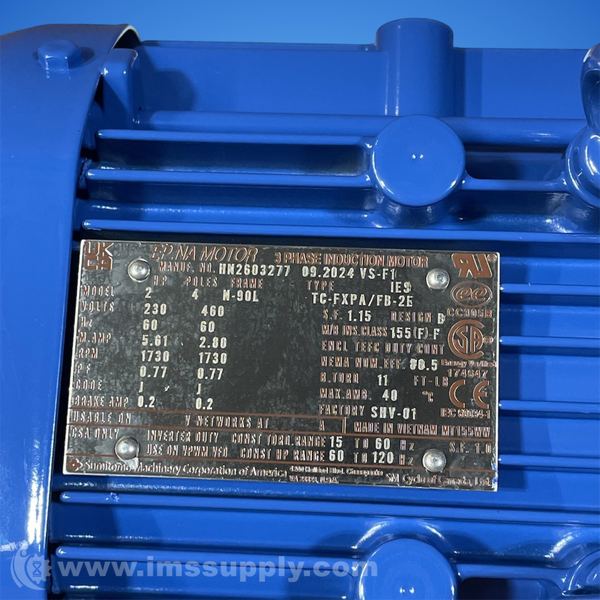 EP.NA MOTOR 3 PHASE INDUCTION MOTOR
MANUF. NO. HN2603277 09.2024 VS-F1
HP POLES FRAME TYPE
MODEL 2 4 N-90L TC-FXPA/FB-2E
VOLTS 230 460 S.F. 1.15 DESIGN B
Hz 60 60 M/B INS.CLASS 155(F)-F
F.AMP 5.61 2.80 ENCL TEFC DUTY CONT
RPM 1730 1730 NEMA NOM.EFF.
P.F 0.77 0.77 B.TORQ 11 FT-LB
CODE J J MAX.AMB. 40 °C
BRAKE AMP 0.2 0.2 FACTORY SHV-01
USABLE ON V-NETWORKS AT A MADE IN VIETNAM MT155WW
CSA ONLY INVERTER DUTY CONST TORQ.RANGE 15 TO 60 Hz S.F. 1.0
USE ON VPWM VFD CONST HP RANGE 60 TO 120 Hz
Sumitomo Machinery Corporation of America
SM Cyclo of Canada, Ltd.
www.imssupply.com